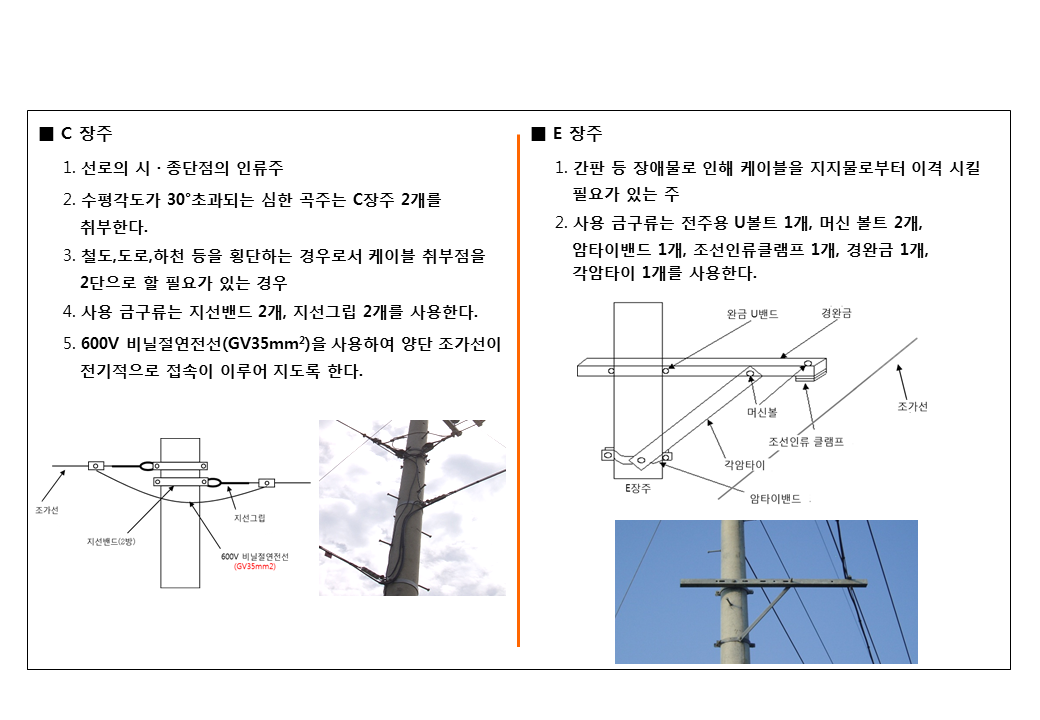 ■ C 장주
1. 선로의 시 · 종단점의 인류주
2. 수평각도가 30°초과되는 심한 곡주는 C장주 2개를
취부한다.
3. 철도,도로,하천 등을 횡단하는 경우로서 케이블 취부점을
2단으로 할 필요가 있는 경우
4. 사용 금구류는 지선밴드 2개, 지선그립 2개를 사용한다.
5. 600V 비닐절연전선(GV35mm²)을 사용하여 양단 조가선이
전기적으로 접속이 이루어 지도록 한다.
조가선
지선그립
지선밴드(2방)
600V 비닐절연전선
(GV35mm2)
■ E 장주
1. 간판 등 장애물로 인해 케이블을 지지물로부터 이격 시킬
필요가 있는 주
2. 사용 금구류는 전주용 U볼트 1개, 머신 볼트 2개,
암타이밴드 1개, 조선인류클램프 1개, 경완금 1개,
각암타이 1개를 사용한다.
완금 U밴드
경완금
머신볼
조가선
조선인류 클램프
각암타이
E장주
암타이밴드